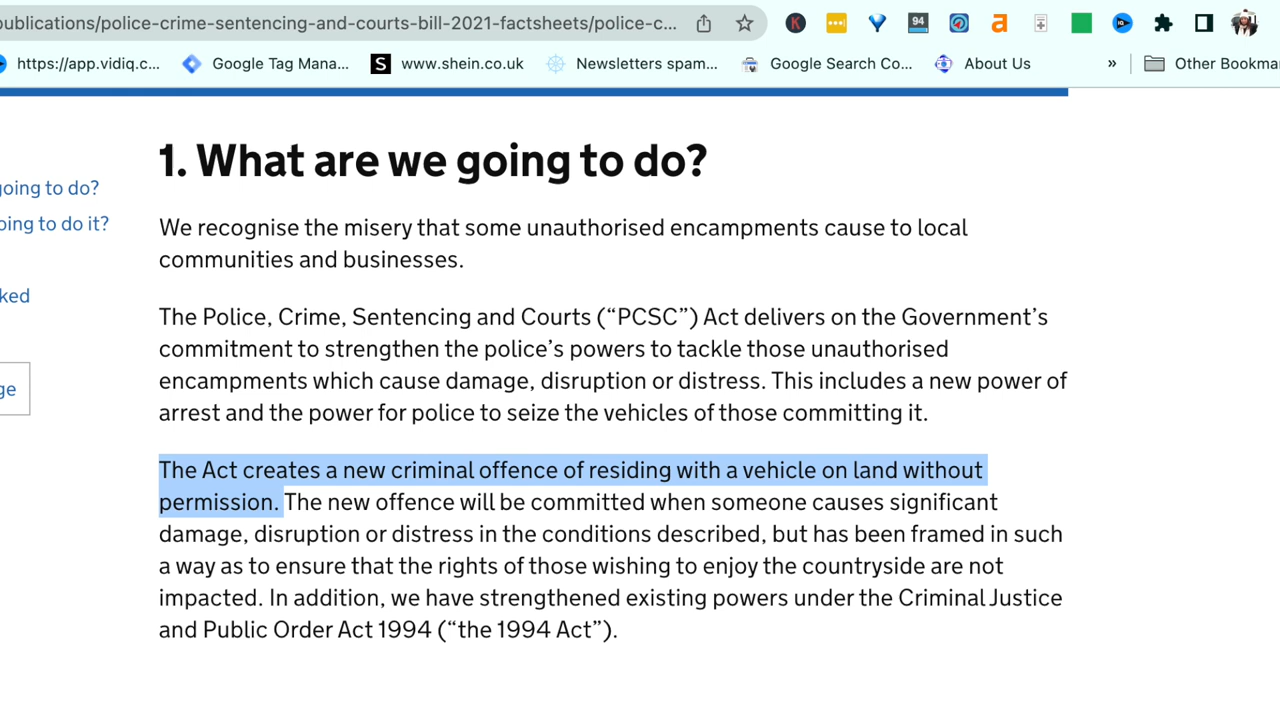 publications/police-crime-sentencing-and-courts-bill-2021-factsheets/police-c...
94
https://app.vidiq.c... Google Tag Mana... S www.shein.co.uk Newsletters spam... Google Search Co... About Us » Other Bookma
1. What are we going to do?
going to do?
oing to do it?
ked
ge
We recognise the misery that some unauthorised encampments cause to local
communities and businesses.
The Police, Crime, Sentencing and Courts (“PCSC”) Act delivers on the Government’s
commitment to strengthen the police’s powers to tackle those unauthorised
encampments which cause damage, disruption or distress. This includes a new power of
arrest and the power for police to seize the vehicles of those committing it.
The Act creates a new criminal offence of residing with a vehicle on land without
permission. The new offence will be committed when someone causes significant
damage, disruption or distress in the conditions described, but has been framed in such
a way as to ensure that the rights of those wishing to enjoy the countryside are not
impacted. In addition, we have strengthened existing powers under the Criminal Justice
and Public Order Act 1994 (“the 1994 Act”).